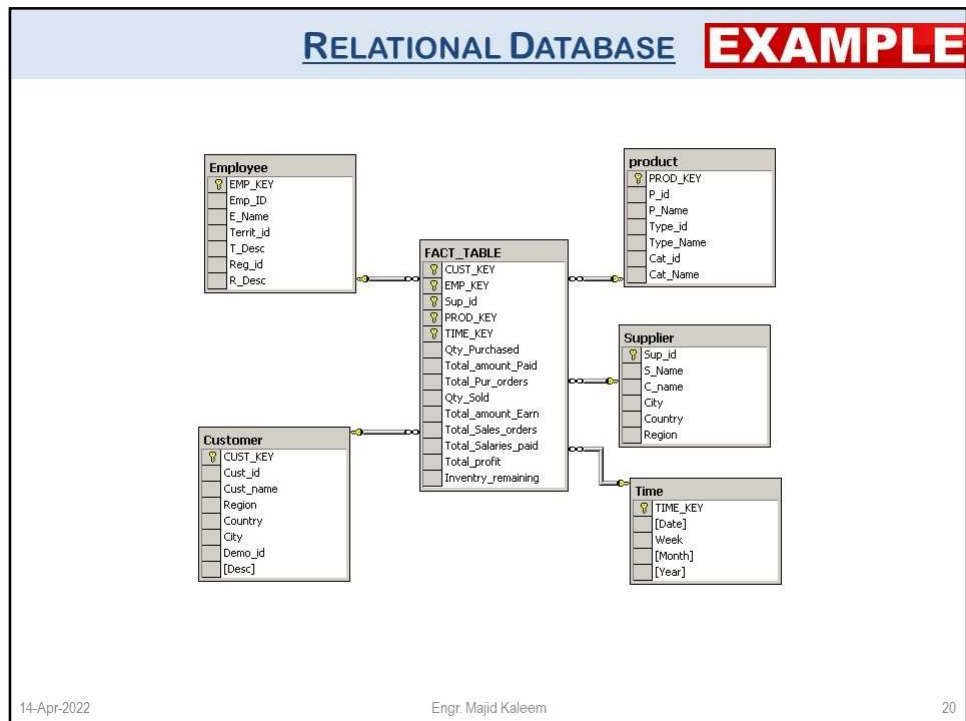 RELATIONAL DATABASE EXAMPLE
Employee
EMP_KEY
Emp_ID
E_Name
Territ_id
T_Desc
Reg_id
R_Desc
product
PROD_KEY
P_id
P_Name
Type_id
Type_Name
Cat_id
Cat_Name
FACT_TABLE
CUST_KEY
EMP_KEY
Sup_id
PROD_KEY
TIME_KEY
Qty_Purchased
Total_amount_Paid
Total_Pur_orders
Qty_Sold
Total_amount_Earn
Total_Sales_orders
Total_Salaries_paid
Total_profit
Inventry_remaining
Supplier
Sup_id
S_Name
C_name
City
Country
Region
Customer
CUST_KEY
Cust_id
Cust_name
Region
Country
City
Demo_id
[Desc]
Time
TIME_KEY
[Date]
Week
[Month]
[Year]
14-Apr-2022
Engr. Majid Kaleem
20